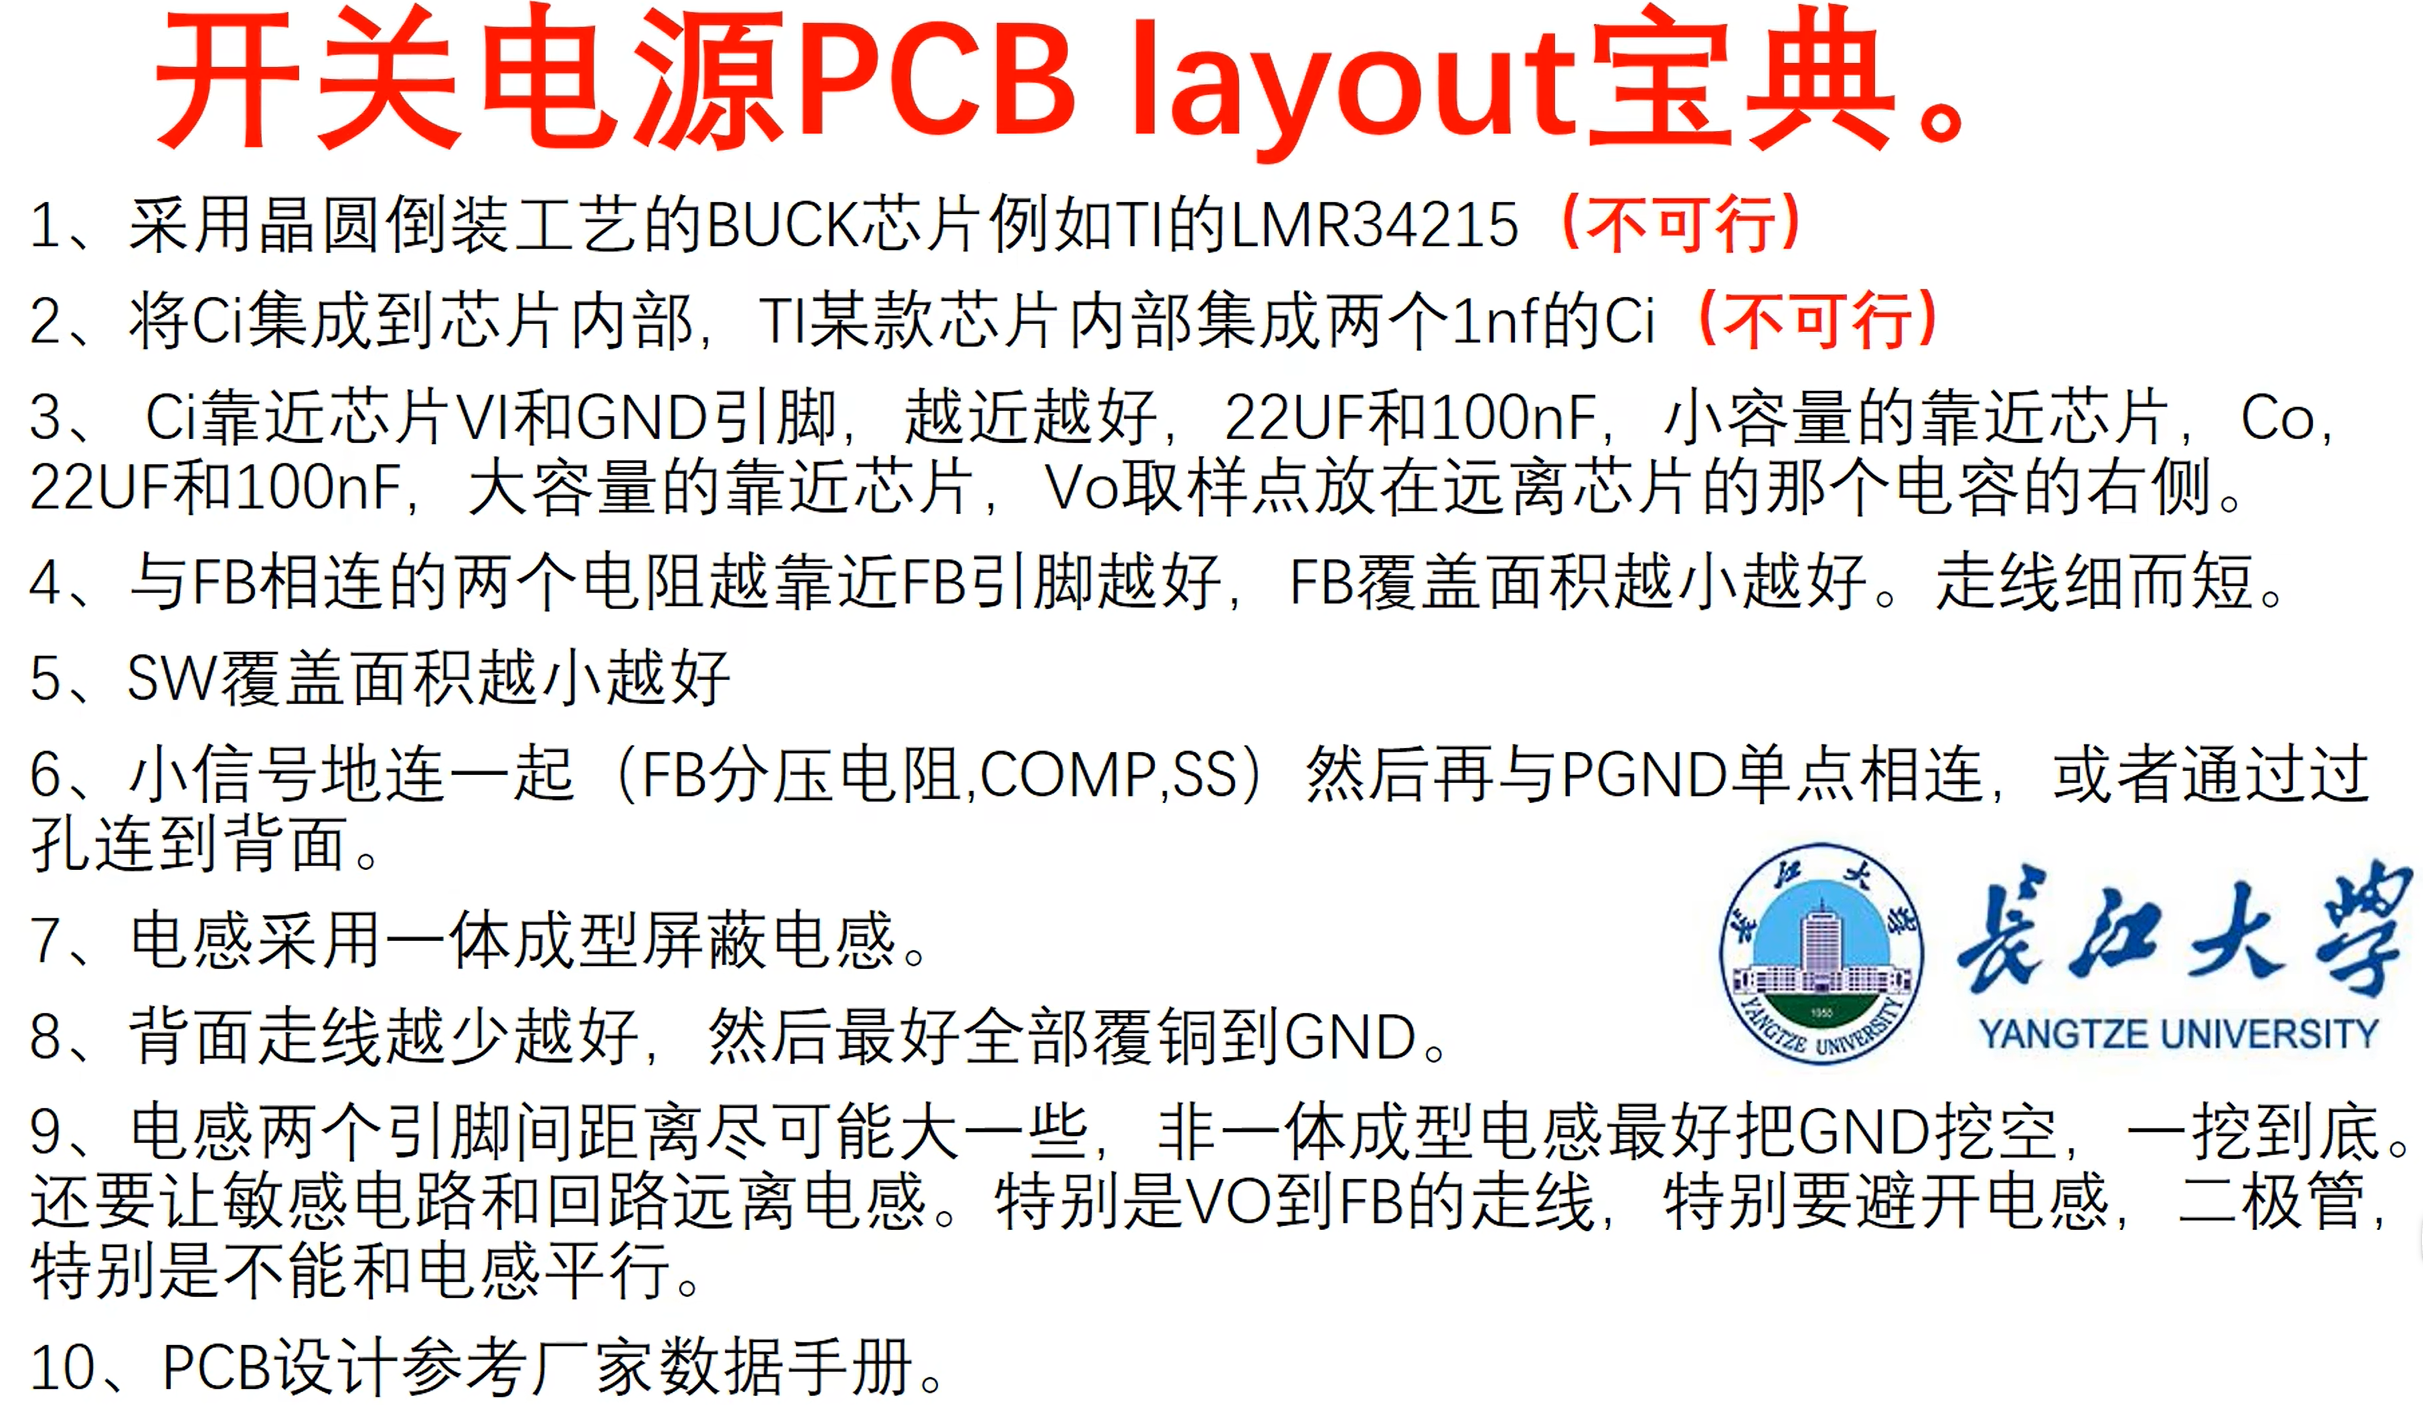 开关电源PCB layout宝典。
1、采用晶圆倒装工艺的BUCK芯片例如TI的LMR34215（不可行）
2、将Ci集成到芯片内部，TI某款芯片内部集成两个1nf的Ci（不可行）
3、 Ci靠近芯片VI和GND引脚，越近越好，22UF和100nF，小容量的靠近芯片，Co，
22UF和100nF，大容量的靠近芯片，Vo取样点放在远离芯片的那个电容的右侧。
4、与FB相连的两个电阻越靠近FB引脚越好，FB覆盖面积越小越好。走线细而短。
5、SW覆盖面积越小越好
6、小信号地连一起（FB分压电阻,COMP,SS）然后再与PGND单点相连，或者通过过
孔连到背面。
7、电感采用一体成型屏蔽电感。
8、背面走线越少越好，然后最好全部覆铜到GND。
长江大学
1950
YANGTZE UNIVERSITY
长江大学
YANGTZE UNIVERSITY
9、电感两个引脚间距离尽可能大一些，非一体成型电感最好把GND挖空，一挖到底。
还要让敏感电路和回路远离电感。特别是VO到FB的走线，特别要避开电感，二极管，
特别是不能和电感平行。
10、PCB设计参考厂家数据手册。